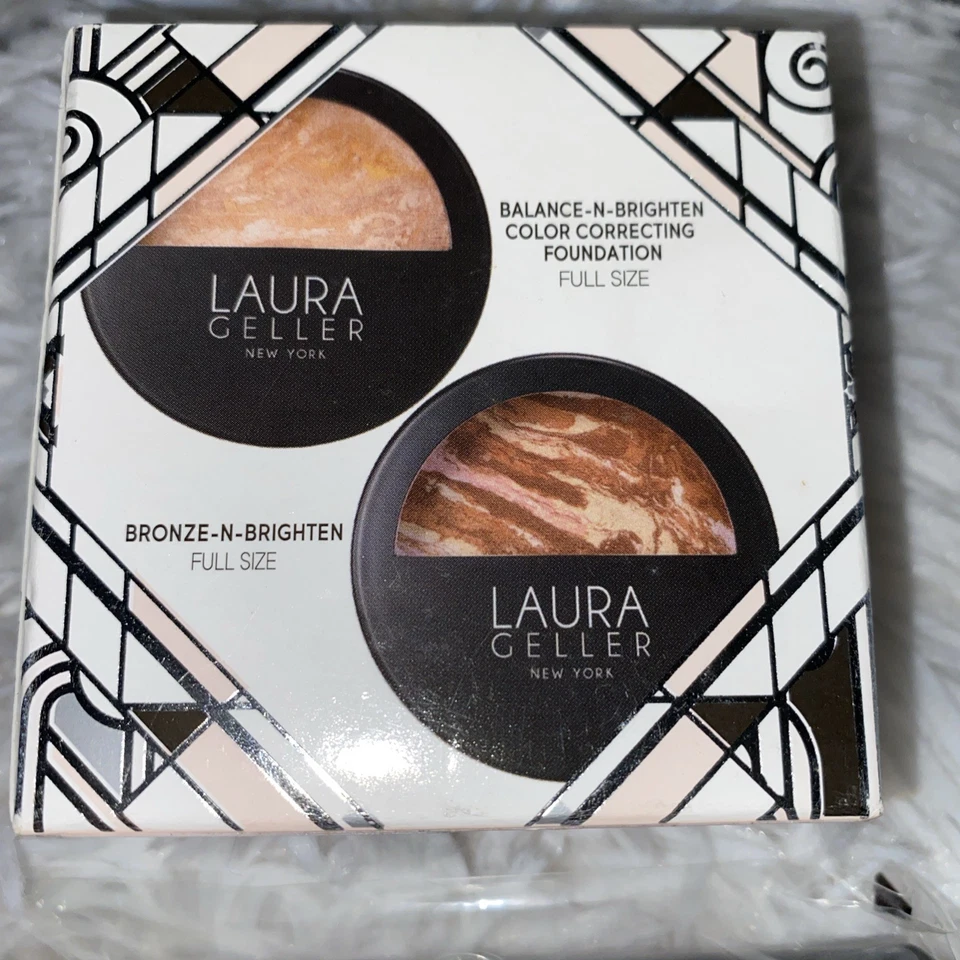 BALANCE-N-BRIGHTEN
COLOR CORRECTING
FOUNDATION
FULL SIZE
LAURA
GELLER
NEW YORK
BRONZE-N-BRIGHTEN
FULL SIZE
LAURA
GELLER
NEW YORK